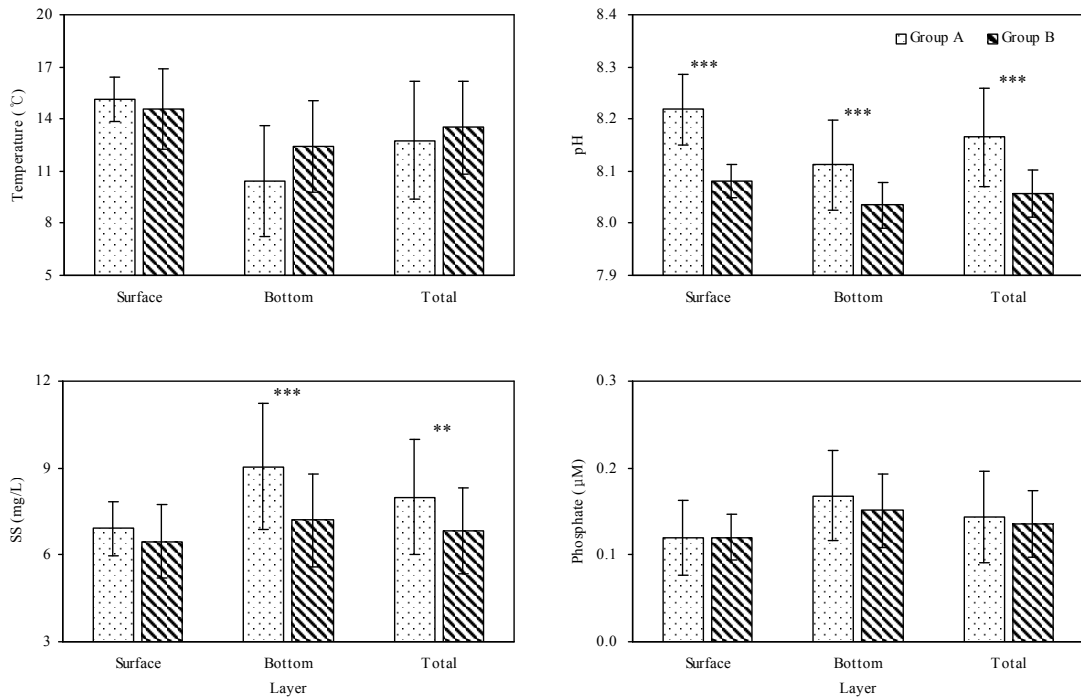 20
17
14
11
8
5
Temperature (℃)
Surface Bottom Total
8.4
8.3
8.2
8.1
8.0
7.9
pH
Group A Group B
***
***
***
Surface Bottom Total
12
9
6
3
SS (mg/L)
***
**
Surface Bottom Total
Layer
0.3
0.2
0.1
0.0
Phosphate (μM)
Surface Bottom Total
Layer